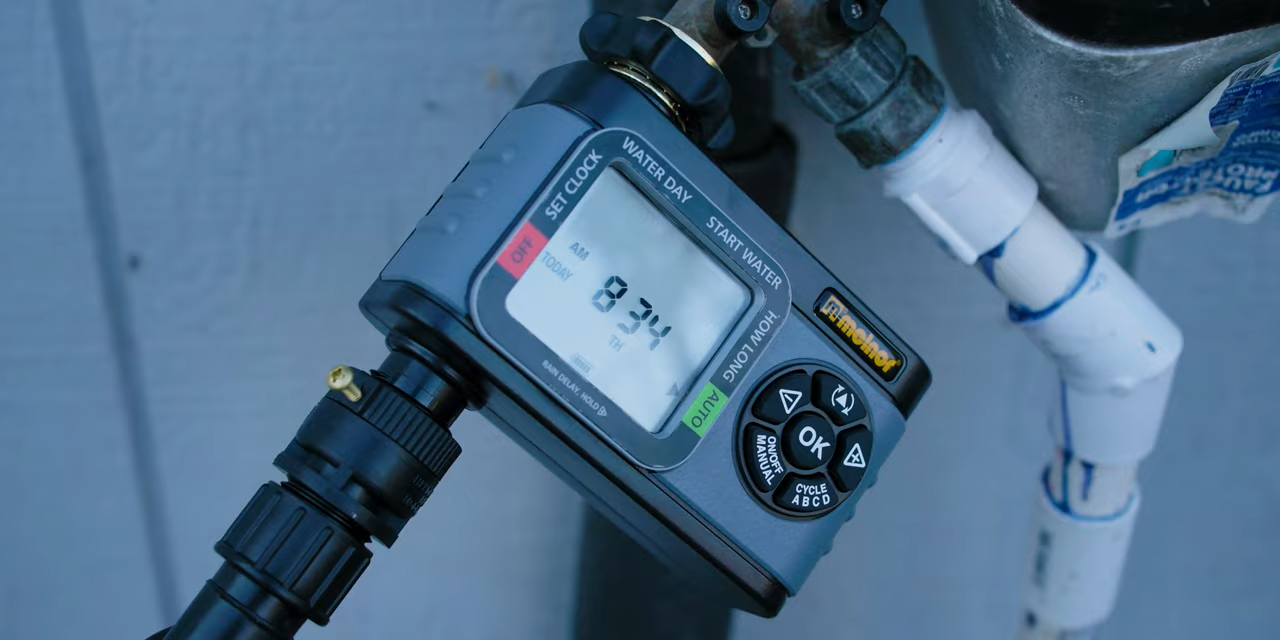 SET CLOCK
WATER DAY
START WATER
HOW LONG
OFF
AUTO
AM
TODAY
8 34
TH
RAIN DELAY, HOLD
melnor
OK
ON/OFF
MANUAL
CYCLE
A B C D